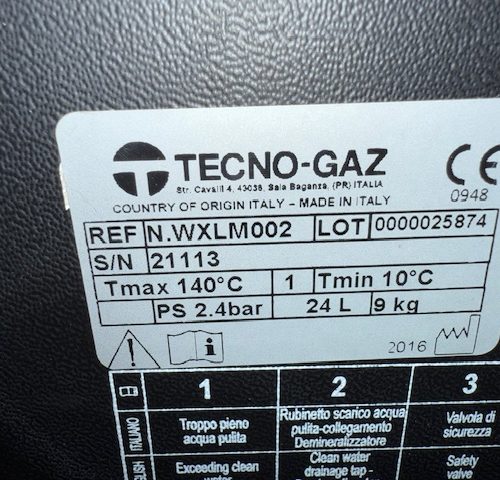 TECNO-GAZ
Str. Cavalli 4, 43038, Sala Baganza, (PR) ITALIA
COUNTRY OF ORIGIN ITALY - MADE IN ITALY
CE
0948
REF N.WXLM002 LOT 0000025874
S/N 21113
Tmax 140°C 1 Tmin 10°C
PS 2.4bar 24 L 9 kg
2016
1 2 3
ITALIANO
Troppo pieno
acqua pulita
Rubinetto scarico acqua
pulita-collegamento
Demineralizzatore
Valvola di
sicurezza
Exceeding clean
water
Clean water
drainage tap -
Safety
valve